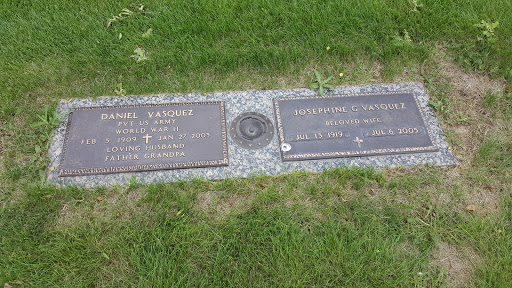 DANIEL VASQUEZ
PVT US ARMY
WORLD WAR II
FEB 5 1909 ✝ JAN 27 2003
LOVING HUSBAND
FATHER GRANDPA
JOSEPHINE G VASQUEZ
BELOVED WIFE
JUL 13 1919 ✝ JUL 6 2005